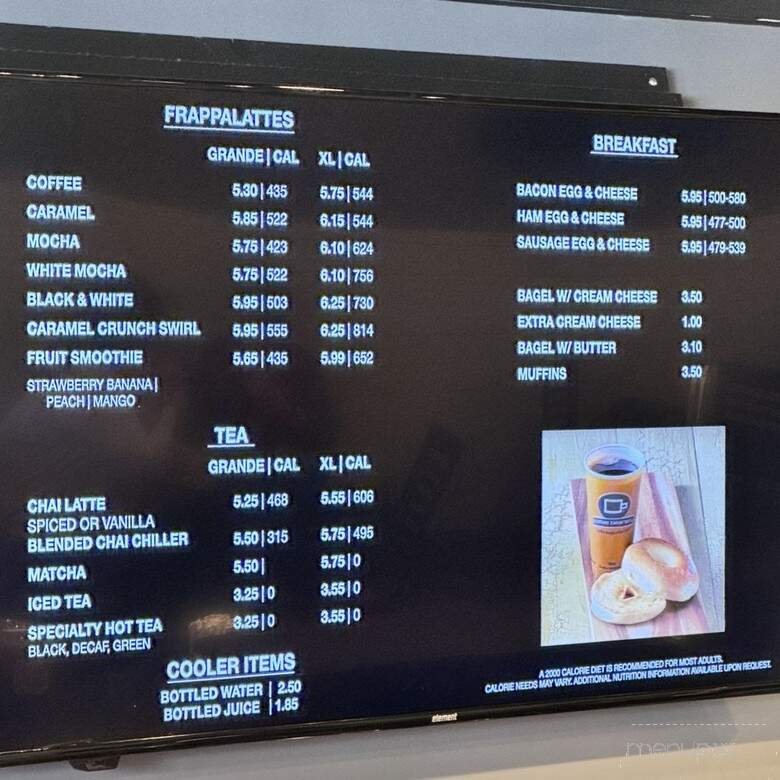 FRAPPALATTES
GRANDE | CAL XL | CAL
COFFEE 5.30 | 435 5.75 | 544
CARAMEL 5.85 | 522 6.15 | 544
MOCHA 5.75 | 423 6.10 | 624
WHITE MOCHA 5.75 | 522 6.10 | 756
BLACK & WHITE 5.95 | 503 6.25 | 730
CARAMEL CRUNCH SWIRL 5.95 | 555 6.25 | 814
FRUIT SMOOTHIE 5.65 | 435 5.99 | 652
STRAWBERRY BANANA |
PEACH | MANGO
TEA
GRANDE | CAL XL | CAL
CHAI LATTE 5.25 | 468 5.55 | 606
SPICED OR VANILLA
BLENDED CHAI CHILLER 5.50 | 315 5.75 | 495
MATCHA 5.50 | 5.75 | 0
ICED TEA 3.25 | 0 3.55 | 0
SPECIALTY HOT TEA 3.25 | 0 3.55 | 0
BLACK, DECAF, GREEN
COOLER ITEMS
BOTTLED WATER | 2.50
BOTTLED JUICE | 1.85
BREAKFAST
BACON EGG & CHEESE 5.95 | 500-580
HAM EGG & CHEESE 5.95 | 477-500
SAUSAGE EGG & CHEESE 5.95 | 479-539
BAGEL W/ CREAM CHEESE 3.50
EXTRA CREAM CHEESE 1.00
BAGEL W/ BUTTER 3.10
MUFFINS 3.50
A 2000 CALORIE DIET IS RECOMMENDED FOR MOST ADULTS.
CALORIE NEEDS MAY VARY. ADDITIONAL NUTRITION INFORMATION AVAILABLE UPON REQUEST.
element
menupix